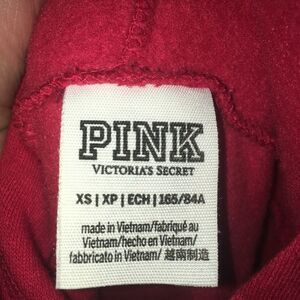 PINK
VICTORIA'S SECRET
XS | XP | ECH | 165/84A
made in Vietnam/fabriqué au
Vietnam/hecho en Vietnam/
fabbricato in Vietnam/ 越南制造